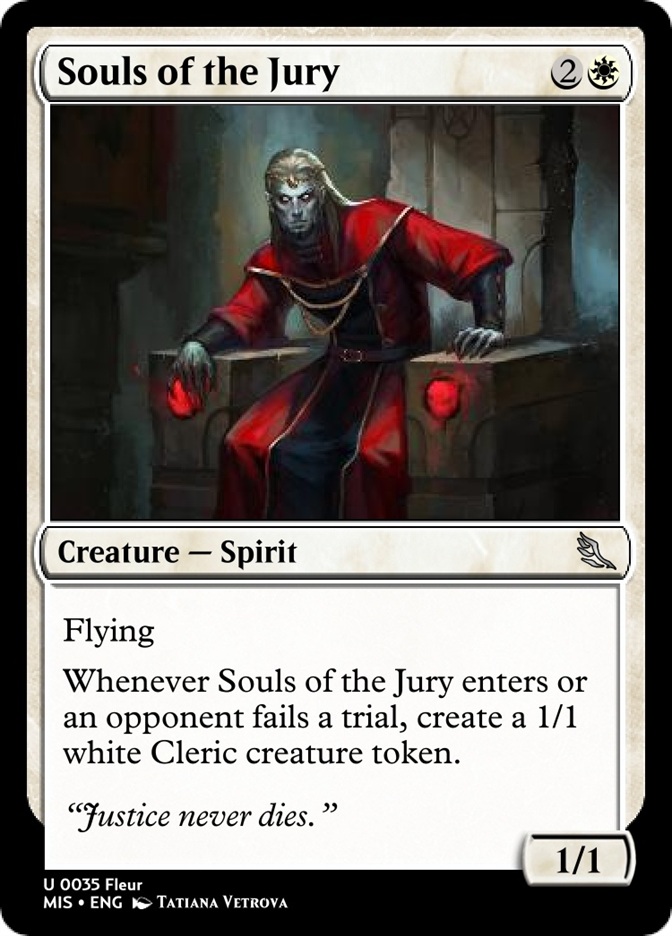 Souls of the Jury 2
Creature — Spirit
Flying
Whenever Souls of the Jury enters or
an opponent fails a trial, create a 1/1
white Cleric creature token.
“Justice never dies.”
1/1
U 0035 Fleur
MIS • ENG TATIANA VETROVA